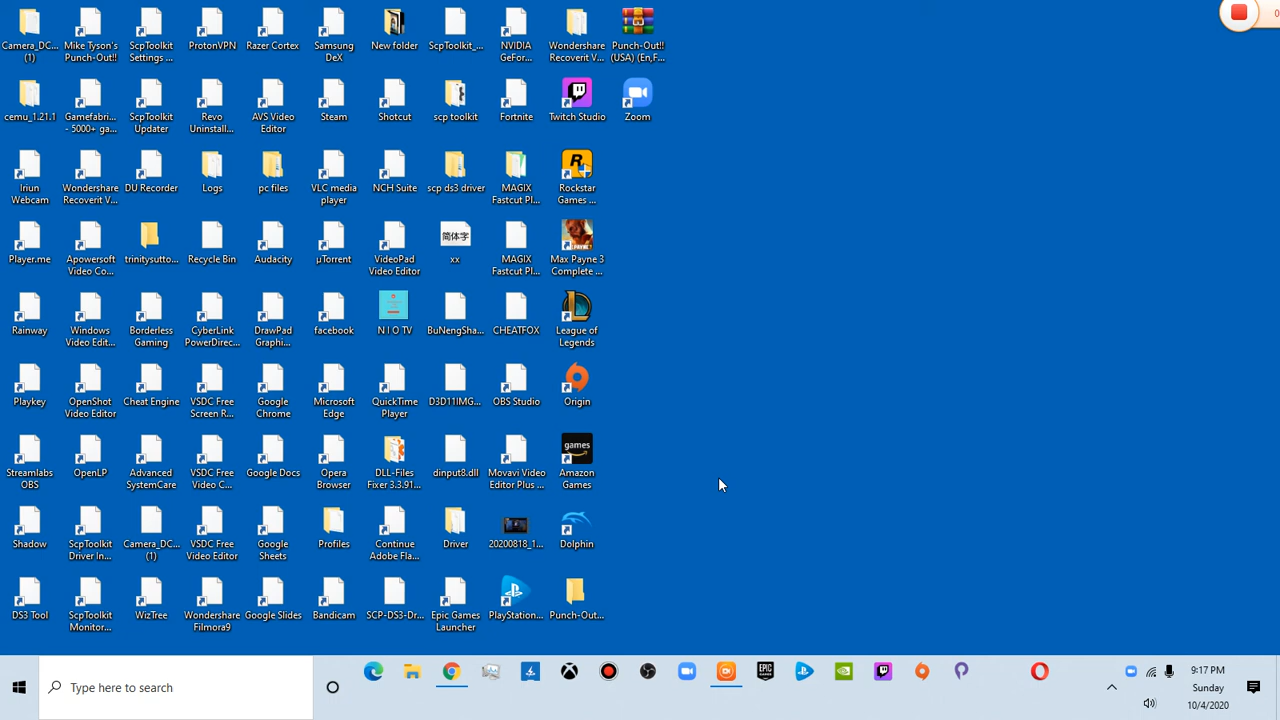 Camera_DC...
(1)
Mike Tyson's
Punch-Out!!
ScpToolkit
Settings ...
ProtonVPN
Razer Cortex
Samsung
DeX
New folder
ScpToolkit_...
NVIDIA
GeFor...
Wondershare
Recoverit V...
Punch-Out!!
(USA) (En,F...
cemu_1.21.1
Gamefabri...
- 5000+ ga...
ScpToolkit
Updater
Revo
Uninstall...
AVS Video
Editor
Steam
Shotcut
scp toolkit
Fortnite
Twitch Studio
Zoom
Iriun
Webcam
Wondershare
Recoverit V...
DU Recorder
Logs
pc files
VLC media
player
NCH Suite
scp ds3 driver
MAGIX
Fastcut Pl...
Rockstar
Games ...
Player.me
Apowersoft
Video Co...
trinitysutto...
Recycle Bin
Audacity
µTorrent
VideoPad
Video Editor
简体字
xx
MAGIX
Fastcut Pl...
Max Payne 3
Complete ...
Rainway
Windows
Video Edit...
Borderless
Gaming
CyberLink
PowerDirec...
DrawPad
Graphi...
facebook
N I O TV
BuNengSha...
CHEATFOX
League of
Legends
Playkey
OpenShot
Video Editor
Cheat Engine
VSDC Free
Screen R...
Google
Chrome
Microsoft
Edge
QuickTime
Player
D3D11IMG...
OBS Studio
Origin
Streamlabs
OBS
OpenLP
Advanced
SystemCare
VSDC Free
Video C...
Google Docs
Opera
Browser
DLL-Files
Fixer 3.3.91...
dinput8.dll
Movavi Video
Editor Plus ...
games
Amazon
Games
Shadow
ScpToolkit
Driver In...
Camera_DC...
(1)
VSDC Free
Video Editor
Google
Sheets
Profiles
Continue
Adobe Fla...
Driver
20200818_1...
Dolphin
DS3 Tool
ScpToolkit
Monitor...
WizTree
Wondershare
Filmora9
Google Slides
Bandicam
SCP-DS3-Dr...
Epic Games
Launcher
PlayStation...
Punch-Out...
Type here to search
EPIC
GAMES
9:17 PM
Sunday
10/4/2020